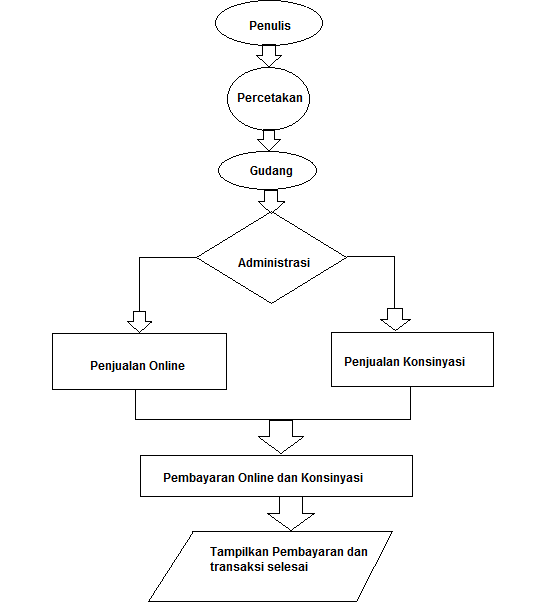 Penulis
Percetakan
Gudang
Administrasi
Penjualan Online
Penjualan Konsinyasi
Pembayaran Online dan Konsinyasi
Tampilkan Pembayaran dan
transaksi selesai